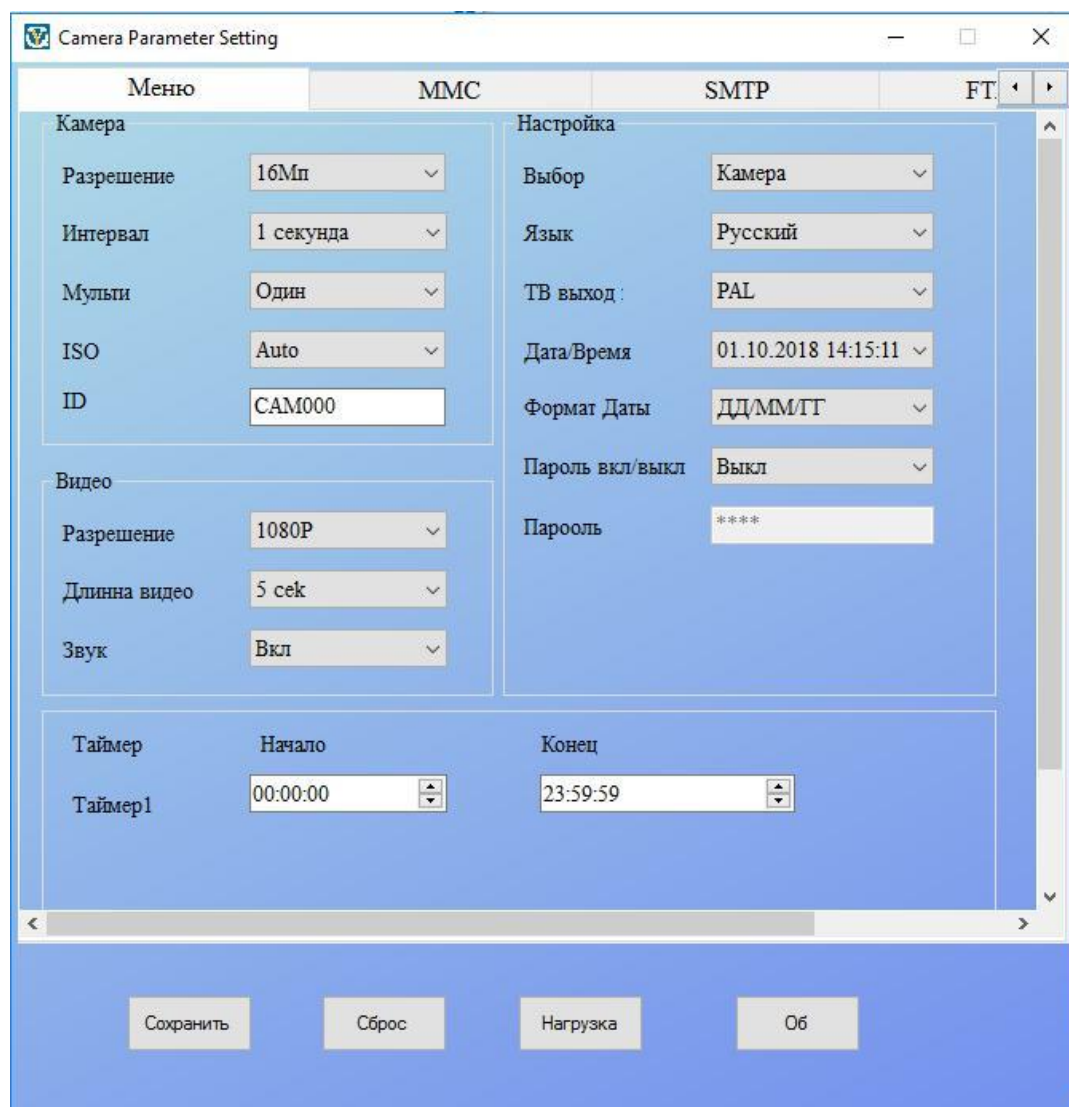 Camera Parameter Setting
Меню MMC SMTP FT
Камера
Разрешение 16Мп
Интервал 1 секунда
Мульти Один
ISO Auto
ID CAM000
Видео
Разрешение 1080P
Длинна видео 5 cek
Звук Вкл
Настройка
Выбор Камера
Язык Русский
ТВ выход :  PAL
Дата/Время 01.10.2018 14:15:11
Формат Даты ДД/ММ/ГГ
Пароль вкл/выкл Выкл
Парооль ****
Таймер Начало Конец
Таймер1 00:00:00 23:59:59
Сохранить Сброс Нагрузка Об